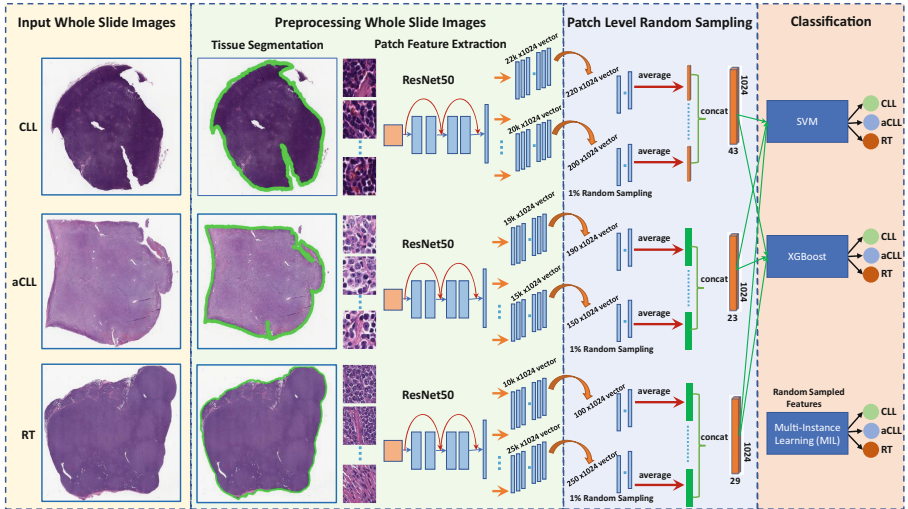 Input Whole Slide Images
Preprocessing Whole Slide Images
Patch Level Random Sampling
Classification
Tissue Segmentation
Patch Feature Extraction
CLL
ResNet50
22k x1024 vector
20k x1024 vector
220 x1024 vector
200 x1024 vector
average
average
1% Random Sampling
concat
1024
43
SVM
CLL
aCLL
RT
aCLL
ResNet50
19k x1024 vector
15k x1024 vector
190 x1024 vector
150 x1024 vector
average
average
1% Random Sampling
concat
1024
23
XGBoost
CLL
aCLL
RT
RT
ResNet50
10k x1024 vector
25k x1024 vector
100 x1024 vector
250 x1024 vector
average
average
1% Random Sampling
concat
1024
29
Random Sampled
Features
Multi-Instance
Learning (MIL)
CLL
aCLL
RT